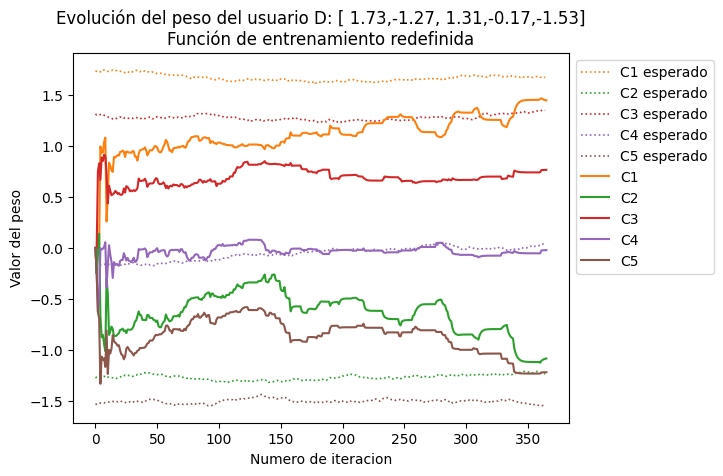 Evolución del peso del usuario D: [ 1.73,-1.27, 1.31,-0.17,-1.53]
Función de entrenamiento redefinida
C1 esperado
C2 esperado
C3 esperado
C4 esperado
C5 esperado
C1
C2
C3
C4
C5
Valor del peso
1.5
1.0
0.5
0.0
−0.5
−1.0
−1.5
0
50
100
150
200
250
300
350
Numero de iteracion